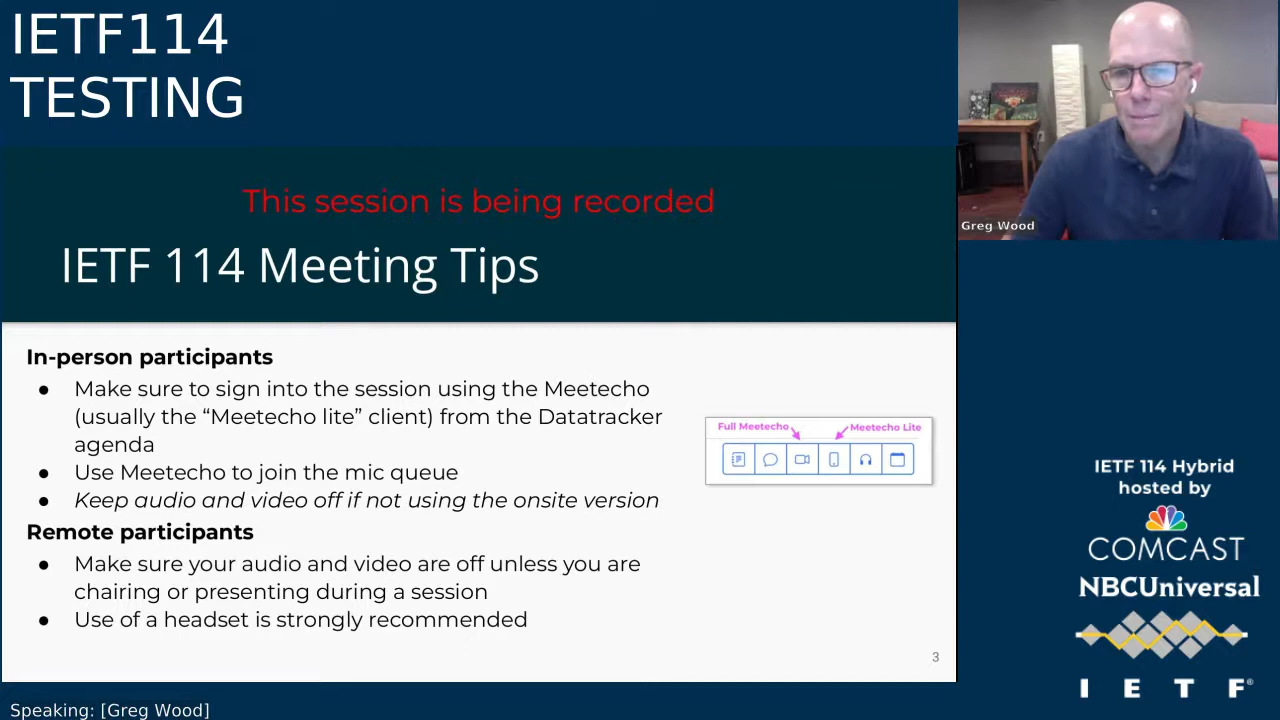 IETF114
TESTING
This session is being recorded
IETF 114 Meeting Tips
In-person participants
● Make sure to sign into the session using the Meetecho
(usually the “Meetecho lite” client) from the Datatracker
agenda
● Use Meetecho to join the mic queue
● Keep audio and video off if not using the onsite version
Remote participants
● Make sure your audio and video are off unless you are
chairing or presenting during a session
● Use of a headset is strongly recommended
Full Meetecho
Meetecho Lite
3
Greg Wood
IETF 114 Hybrid
hosted by
COMCAST
NBCUniversal
I E T F®
Speaking: [Greg Wood]